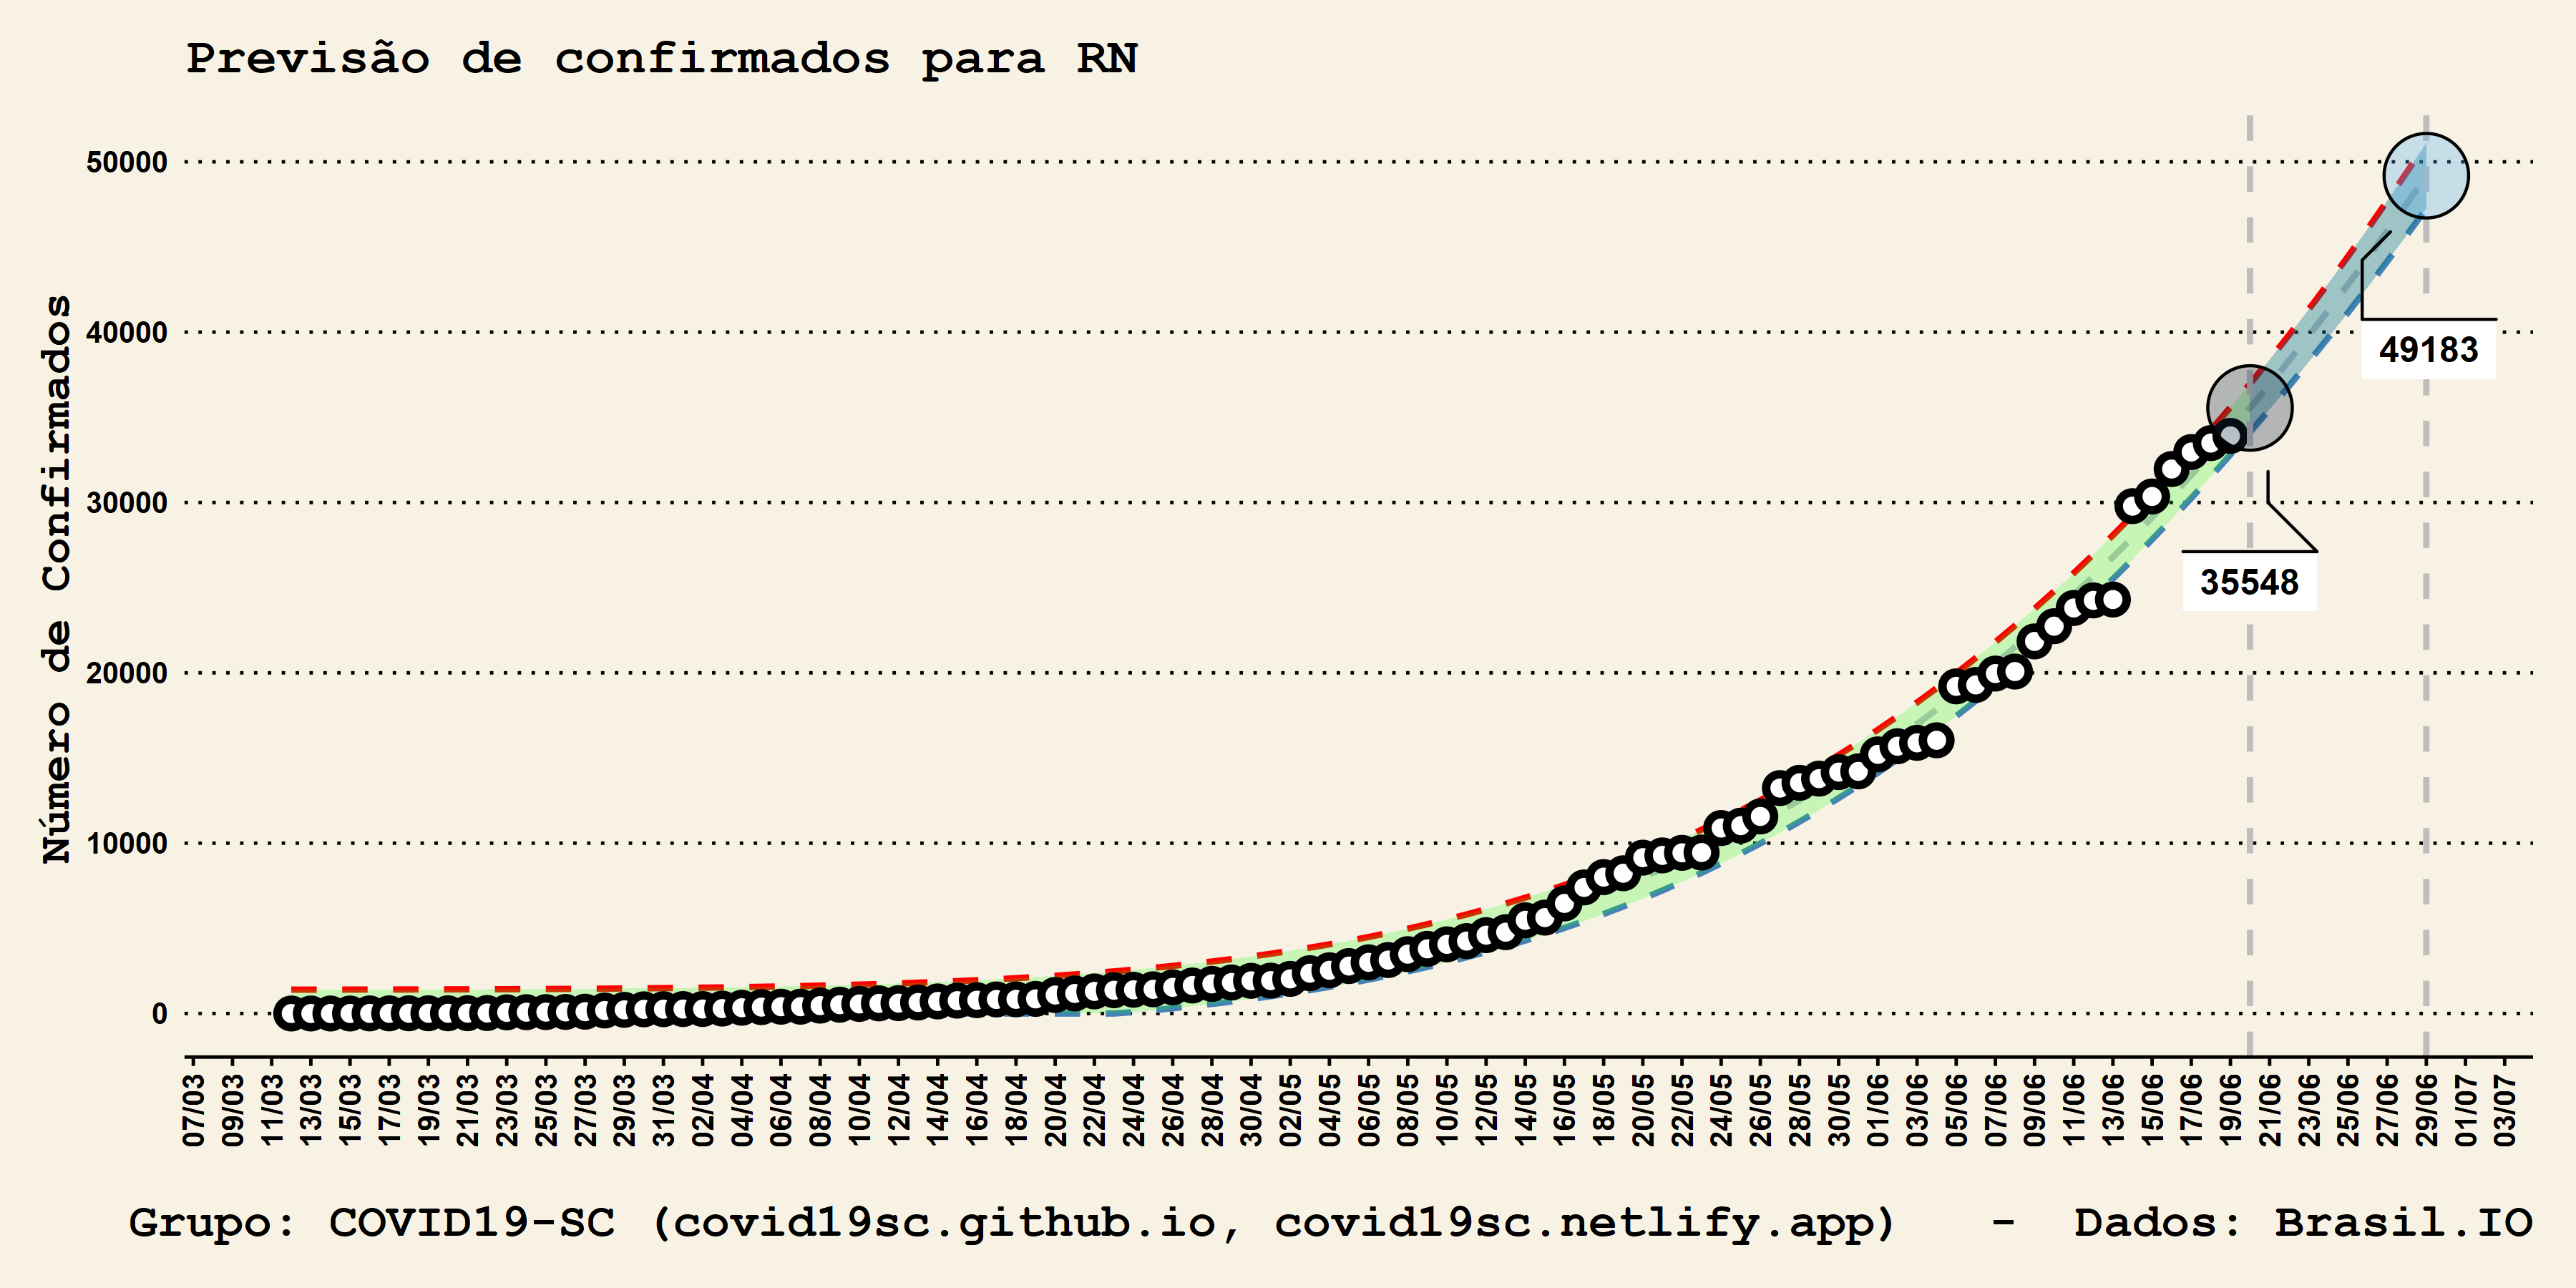 Previsão de confirmados para RN
Número de Confirmados
50000
40000
30000
20000
10000
0
49183
35548
07/03 09/03 11/03 13/03 15/03 17/03 19/03 21/03 23/03 25/03 27/03 29/03 31/03 02/04 04/04 06/04 08/04 10/04 12/04 14/04 16/04 18/04 20/04 22/04 24/04 26/04 28/04 30/04 02/05 04/05 06/05 08/05 10/05 12/05 14/05 16/05 18/05 20/05 22/05 24/05 26/05 28/05 30/05 01/06 03/06 05/06 07/06 09/06 11/06 13/06 15/06 17/06 19/06 21/06 23/06 25/06 27/06 29/06 01/07 03/07
Grupo: COVID19-SC (covid19sc.github.io, covid19sc.netlify.app) - Dados: Brasil.IO